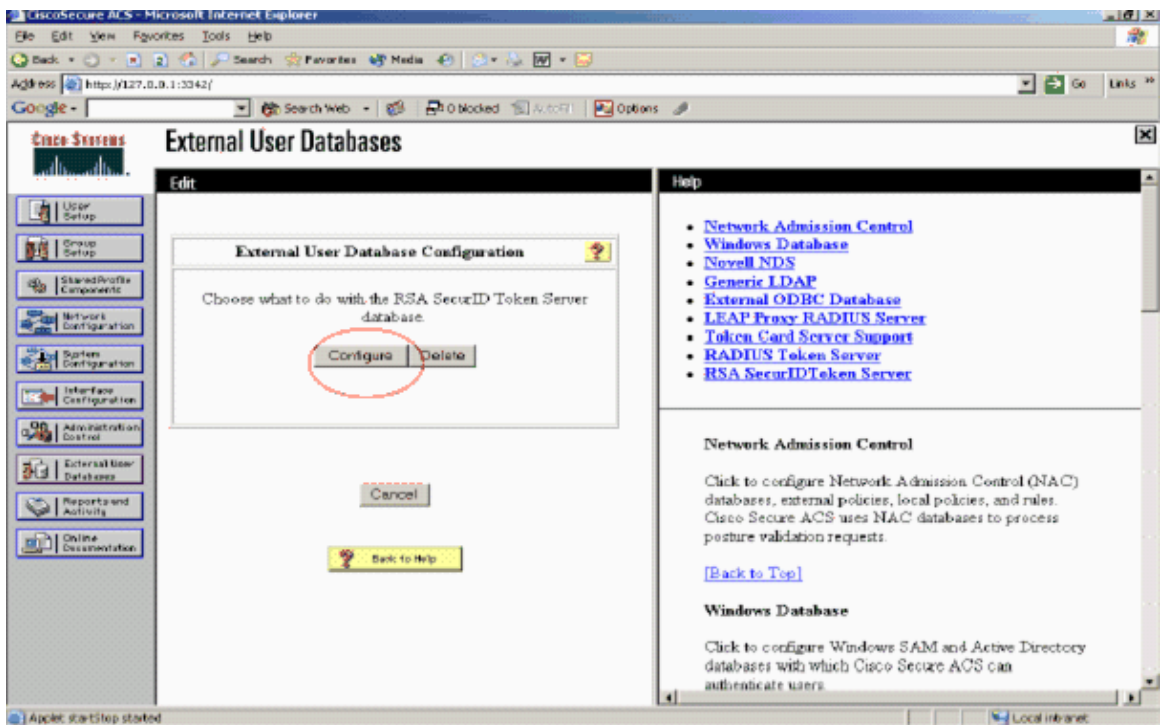 CiscoSecure ACS - Microsoft Internet Explorer
File Edit View Favorites Tools Help
Back Search Favorites Media
Address http://127.0.0.1:3342/ Go Links »
Google Search Web 0 blocked AutoFill Options
CISCO SYSTEMS
External User Databases
Edit
User Setup
Group Setup
Shared Profile Components
Network Configuration
System Configuration
Interface Configuration
Administration Control
External User Databases
Reports and Activity
Online Documentation
External User Database Configuration
Choose what to do with the RSA SecurID Token Server
database.
Configure Delete
Cancel
Back to Help
Help
Network Admission Control
Windows Database
Novell NDS
Generic LDAP
External ODBC Database
LEAP Proxy RADIUS Server
Token Card Server Support
RADIUS Token Server
RSA SecurIDToken Server
Network Admission Control
Click to configure Network Admission Control (NAC)
databases, external policies, local policies, and rules.
Cisco Secure ACS uses NAC databases to process
posture validation requests.
[Back to Top]
Windows Database
Click to configure Windows SAM and Active Directory
databases with which Cisco Secure ACS can
authenticate users.
Applet startStop started
Local intranet